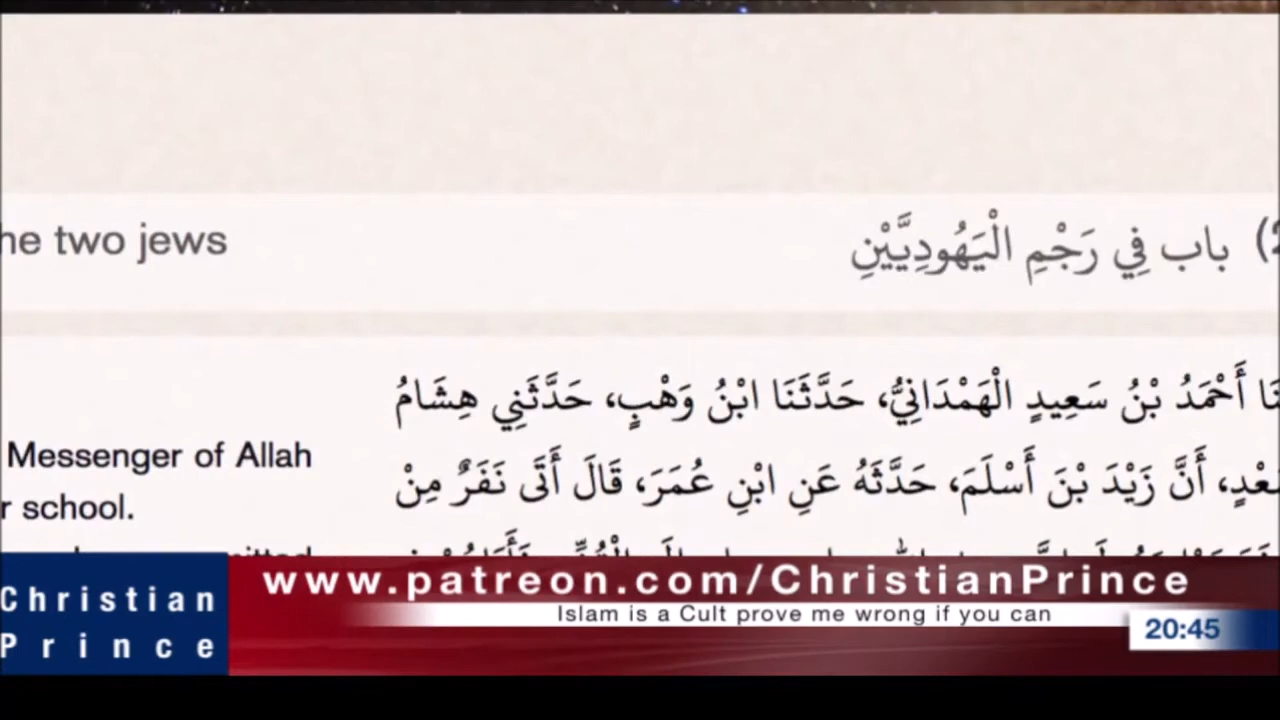 he two jews
باب فِي رَجْمِ الْيَهُودِيَّيْنِ
أَحْمَدُ بْنُ سَعِيدٍ الْهَمْدَانِيُّ، حَدَّثَنَا ابْنُ وَهْبٍ، حَدَّثَنِي هِشَامُ
Messenger of Allah
أَنَّ زَيْدَ بْنَ أَسْلَمَ، حَدَّثَهُ عَنِ ابْنِ عُمَرَ، قَالَ أَتَى نَفَرٌ مِنْ
r school.
Christian
Prince
www.patreon.com/ChristianPrince
Islam is a Cult prove me wrong if you can
20:45